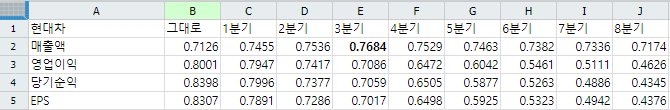 A B C D E F G H I J
1 현대차 그대로 1분기 2분기 3분기 4분기 5분기 6분기 7분기 8분기
2 매출액 0.7126 0.7455 0.7536 0.7684 0.7529 0.7463 0.7382 0.7336 0.7174
3 영업이익 0.8001 0.7947 0.7417 0.7086 0.6472 0.6042 0.5461 0.5111 0.4626
4 당기순익 0.8398 0.7996 0.7377 0.7059 0.6505 0.5877 0.5263 0.4886 0.4345
5 EPS 0.8307 0.7891 0.7286 0.7017 0.6498 0.5925 0.5323 0.4942 0.4376